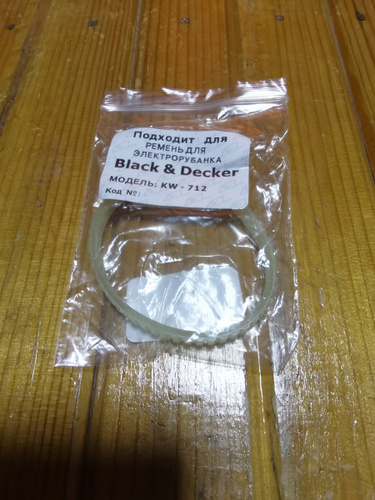 Подходит для
РЕМЕНЬ ДЛЯ
ЭЛЕКТРОРУБАНКА
Black & Decker
МОДЕЛЬ: KW - 712
Код №: